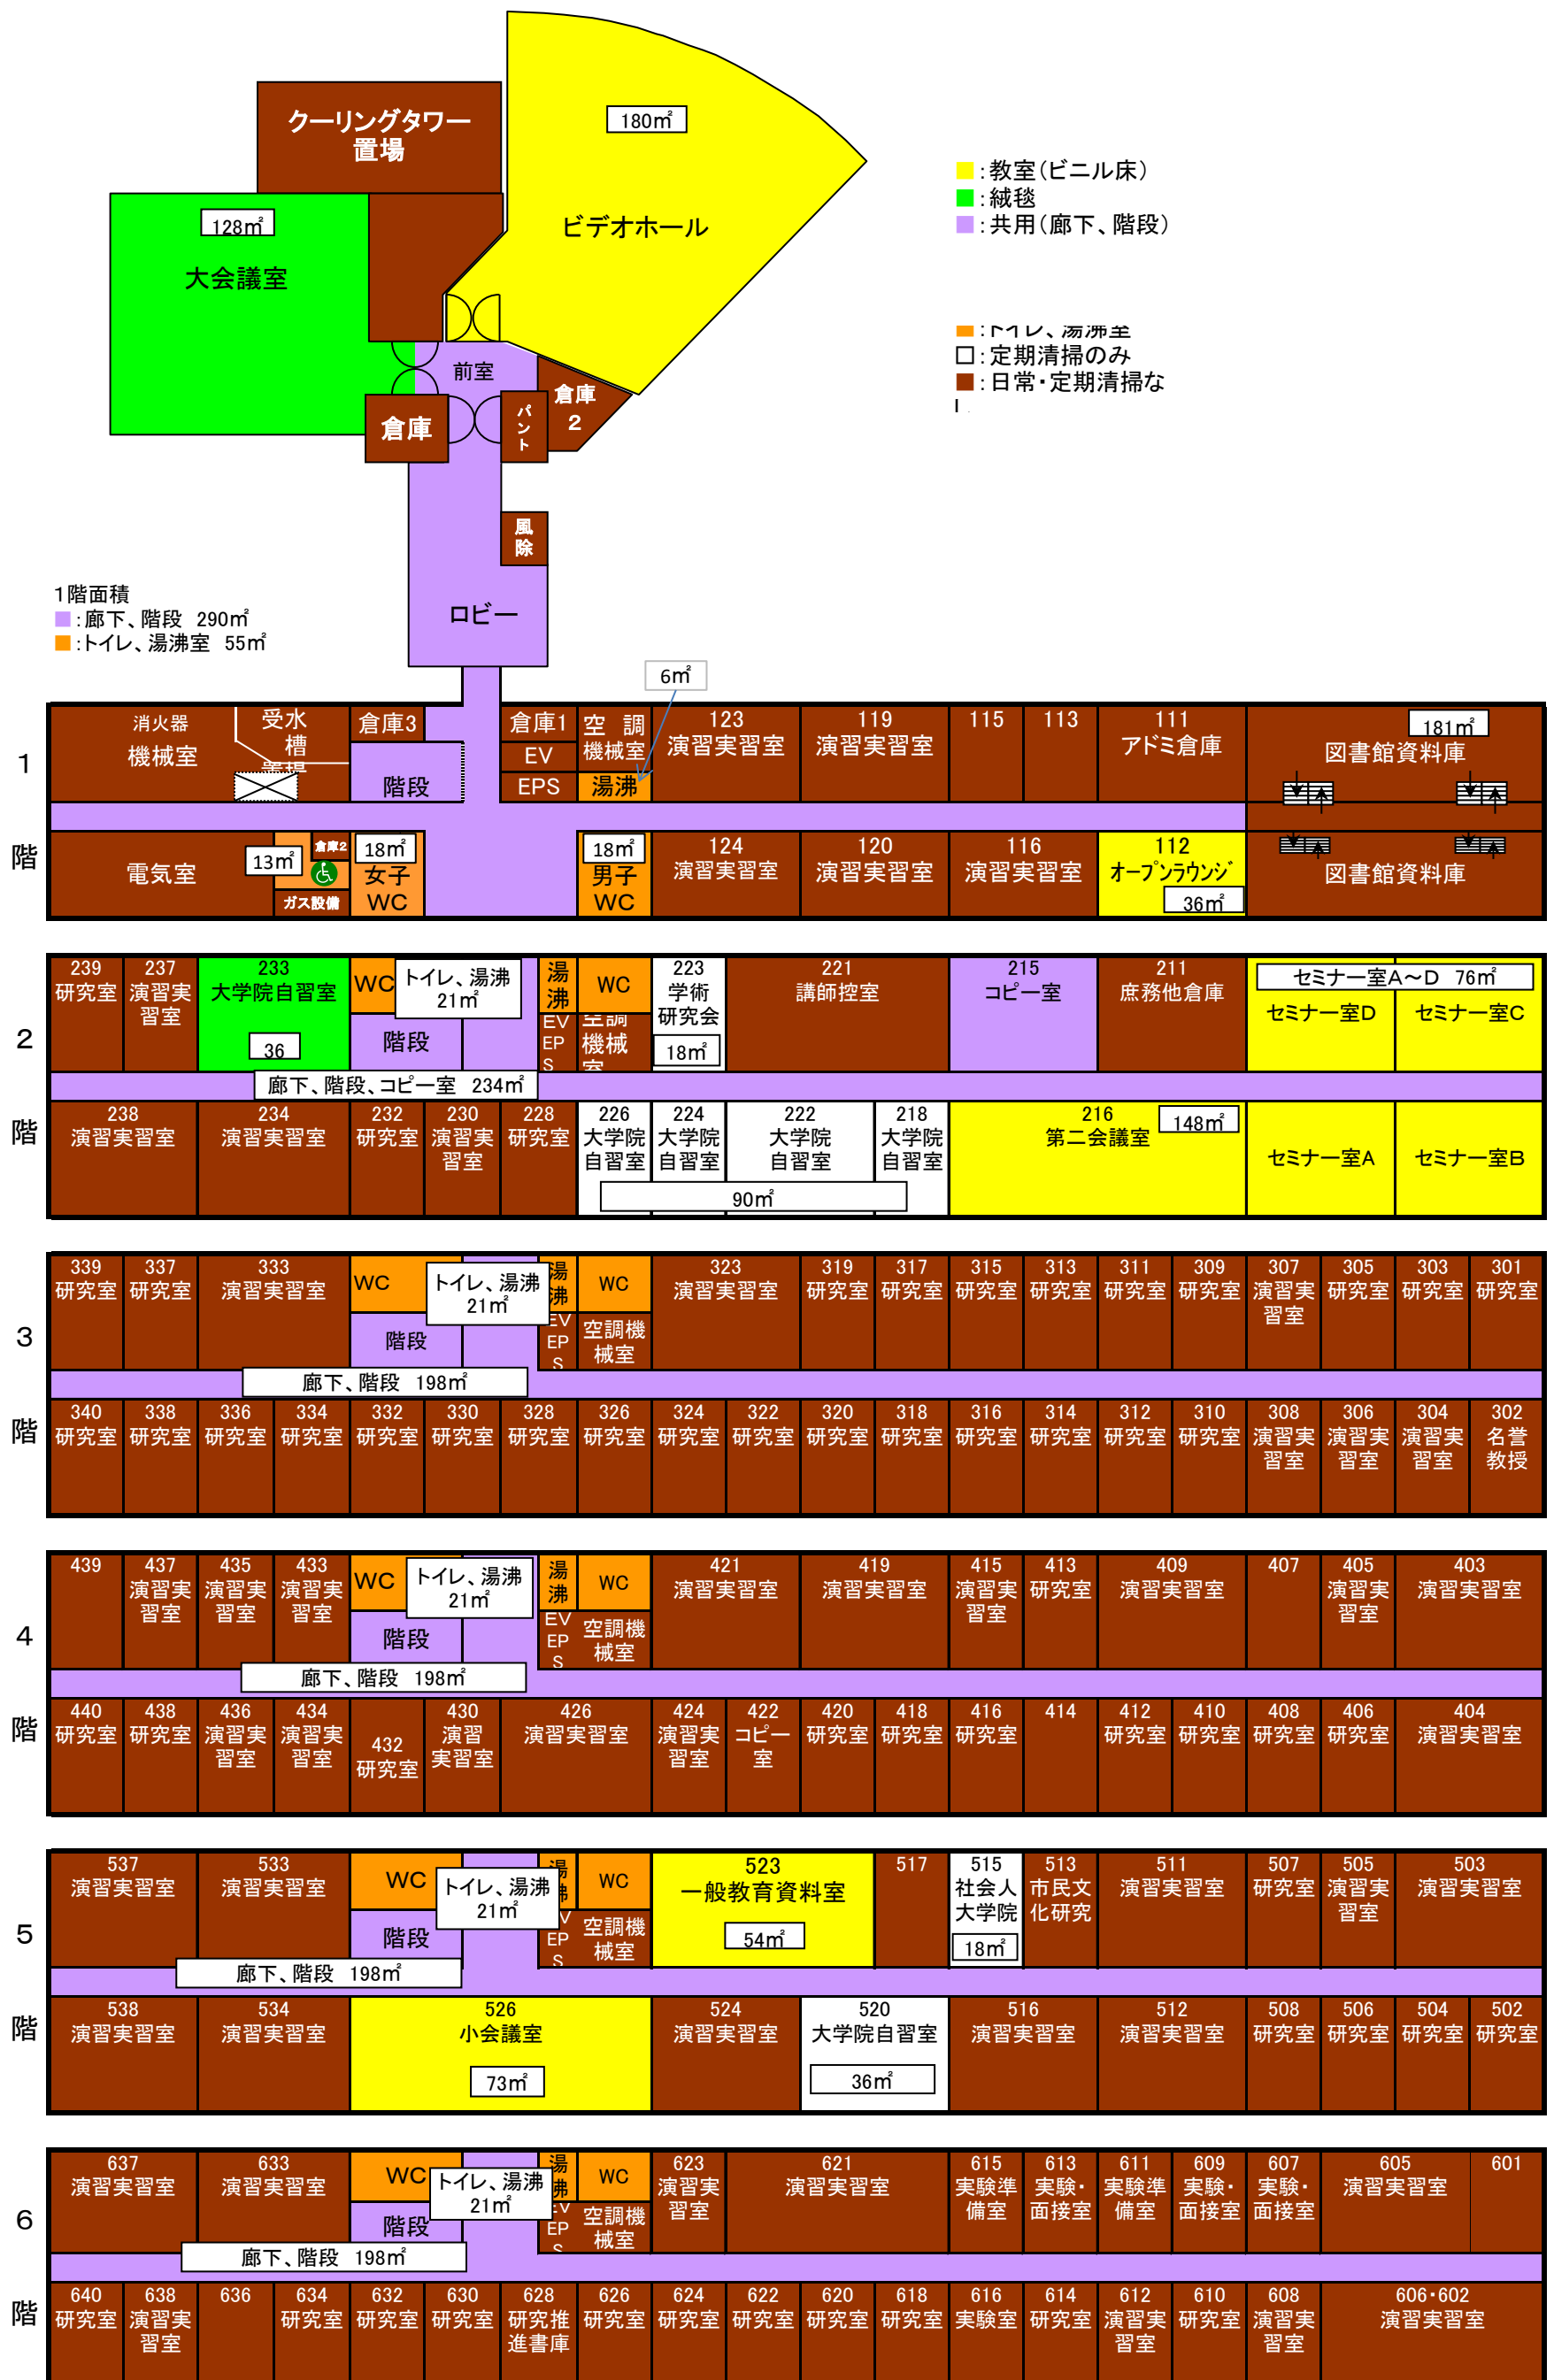 クーリングタワー
置場
180㎡
ビデオホール
128㎡
大会議室
:教室(ビニル床)
:絨毯
:共用(廊下、階段)
:トイレ、湯沸室
:定期清掃のみ
:日常・定期清掃な
前室
倉庫
パント
倉庫
2
風除
ロビー
1階面積
:廊下、階段 290㎡
:トイレ、湯沸室 55㎡
6㎡
1
階
消火器
機械室
受水
槽
置場
倉庫3
階段
倉庫1
EV
EPS
空 調
機械室
湯沸
123
演習実習室
119
演習実習室
115
113
111
アドミ倉庫
181㎡
図書館資料庫
電気室
13㎡
倉庫2
ガス設備
18㎡
女子
WC
18㎡
男子
WC
124
演習実習室
120
演習実習室
116
演習実習室
112
オープンラウンジ
36㎡
図書館資料庫
2
階
239
研究室
237
演習実
習室
233
大学院自習室
36
WC
トイレ、湯沸
21㎡
階段
湯
沸
WC
EV
EP
S
空調
機械
室
223
学術
研究会
18㎡
221
講師控室
215
コピー室
211
庶務他倉庫
セミナー室A～D 76㎡
セミナー室D
セミナー室C
廊下、階段、コピー室 234㎡
238
演習実習室
234
演習実習室
232
研究室
230
演習実
習室
228
研究室
226
大学院
自習室
224
大学院
自習室
222
大学院
自習室
218
大学院
自習室
90㎡
216
第二会議室
148㎡
セミナー室A
セミナー室B
3
階
339
研究室
337
研究室
333
演習実習室
WC
トイレ、湯沸
21㎡
階段
湯
沸
WC
EV
EP
S
空調機
械室
323
演習実習室
319
研究室
317
研究室
315
研究室
313
研究室
311
研究室
309
研究室
307
演習実
習室
305
研究室
303
研究室
301
研究室
廊下、階段 198㎡
340
研究室
338
研究室
336
研究室
334
研究室
332
研究室
330
研究室
328
研究室
326
研究室
324
研究室
322
研究室
320
研究室
318
研究室
316
研究室
314
研究室
312
研究室
310
研究室
308
演習実
習室
306
演習実
習室
304
演習実
習室
302
名誉
教授
4
階
439
437
演習実
習室
435
演習実
習室
433
演習実
習室
WC
トイレ、湯沸
21㎡
階段
湯
沸
WC
EV
EP
S
空調機
械室
421
演習実習室
419
演習実習室
415
演習実
習室
413
研究室
409
演習実習室
407
405
演習実
習室
403
演習実習室
廊下、階段 198㎡
440
研究室
438
研究室
436
演習実
習室
434
演習実
習室
432
研究室
430
演習
実習室
426
演習実習室
424
演習実
習室
422
コピー
室
420
研究室
418
研究室
416
研究室
414
412
研究室
410
研究室
408
研究室
406
研究室
404
演習実習室
5
階
537
演習実習室
533
演習実習室
WC
トイレ、湯沸
21㎡
階段
湯
沸
WC
EV
EP
S
空調機
械室
523
一般教育資料室
54㎡
517
515
社会人
大学院
18㎡
513
市民文
化研究
511
演習実習室
507
研究室
505
演習実
習室
503
演習実習室
廊下、階段 198㎡
538
演習実習室
534
演習実習室
526
小会議室
73㎡
524
演習実習室
520
大学院自習室
36㎡
516
演習実習室
512
演習実習室
508
研究室
506
研究室
504
研究室
502
研究室
6
階
637
演習実習室
633
演習実習室
WC
トイレ、湯沸
21㎡
階段
湯
沸
WC
EV
EP
S
空調機
械室
623
演習実
習室
621
演習実習室
615
実験準
備室
613
実験・
面接室
611
実験準
備室
609
実験・
面接室
607
実験・
面接室
605
演習実習室
601
廊下、階段 198㎡
640
研究室
638
演習実
習室
636
634
研究室
632
研究室
630
研究室
628
研究推
進書庫
626
研究室
624
研究室
622
研究室
620
研究室
618
研究室
616
実験室
614
研究室
612
演習実
習室
610
研究室
608
演習実
習室
606・602
演習実習室